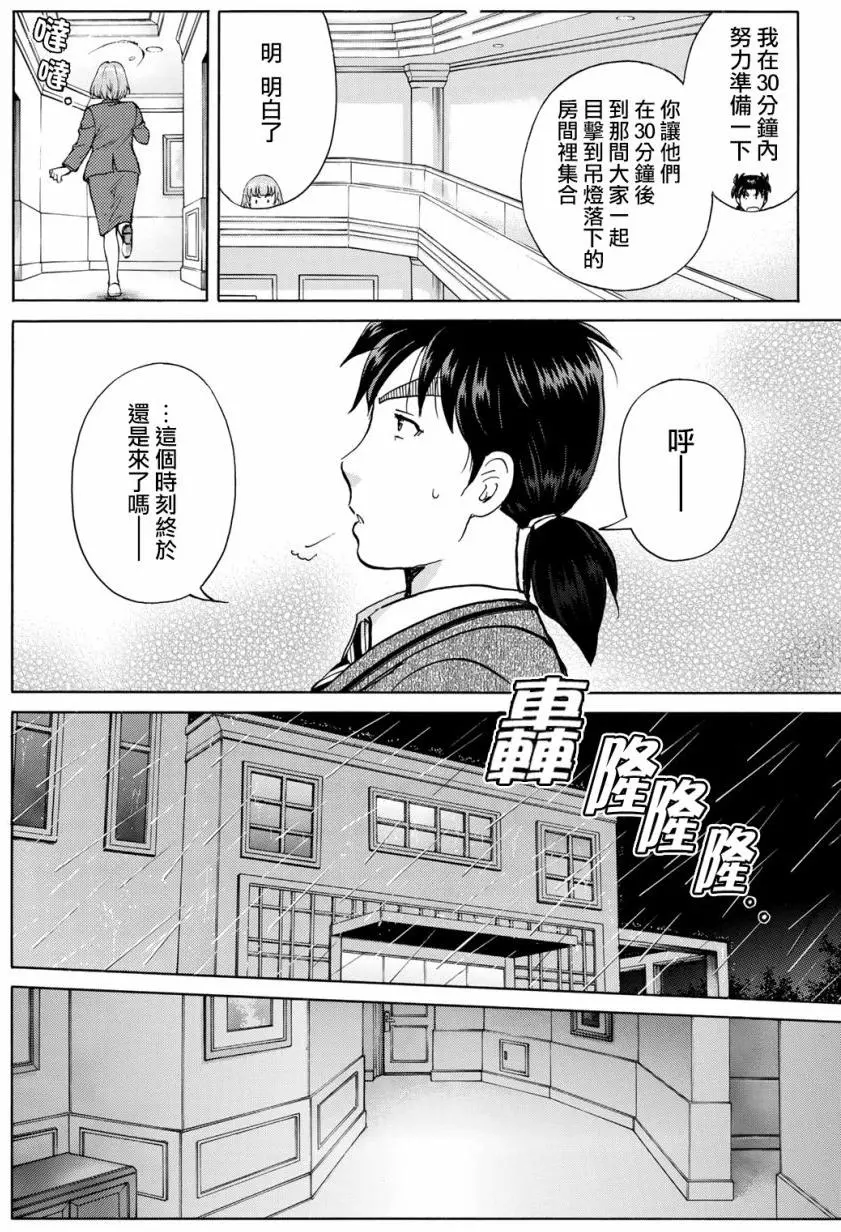 我在30分鐘內
努力準備一下
你讓他們
在30分鐘後
到那間大家一起
目擊到吊燈落下的
房間裡集合
明 明白了
噠噠.
呼──
…這個時刻終於
還是來了嗎──
轟隆隆隆。。